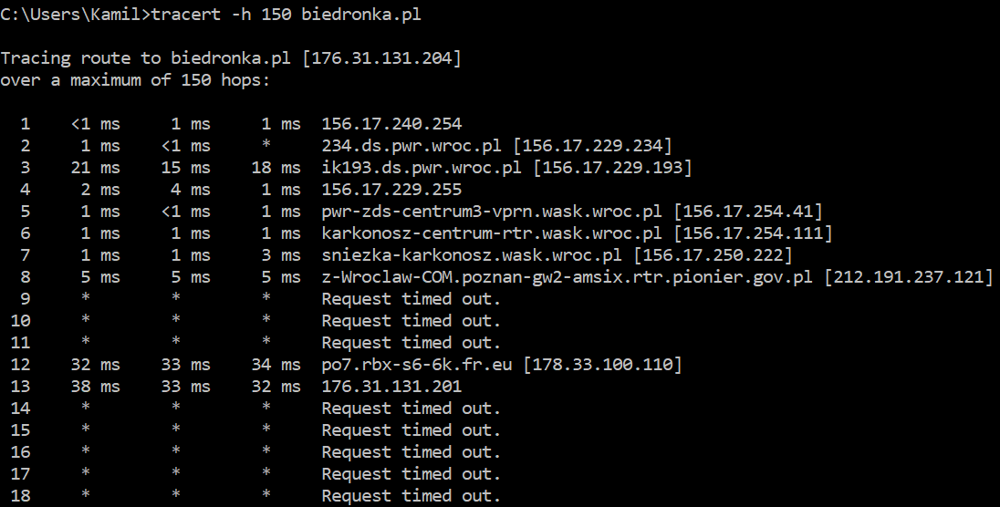 C:\Users\Kamil>tracert -h 150 biedronka.pl
Tracing route to biedronka.pl [176.31.131.204]
over a maximum of 150 hops:
1 <1 ms 1 ms 1 ms 156.17.240.254
2 1 ms <1 ms * 234.ds.pwr.wroc.pl [156.17.229.234]
3 21 ms 15 ms 18 ms ik193.ds.pwr.wroc.pl [156.17.229.193]
4 2 ms 4 ms 1 ms 156.17.229.255
5 1 ms <1 ms 1 ms pwr-zds-centrum3-vprn.wask.wroc.pl [156.17.254.41]
6 1 ms 1 ms 1 ms karkonosz-centrum-rtr.wask.wroc.pl [156.17.254.111]
7 1 ms 1 ms 3 ms sniezka-karkonosz.wask.wroc.pl [156.17.250.222]
8 5 ms 5 ms 5 ms z-Wroclaw-COM.poznan-gw2-amsix.rtr.pionier.gov.pl [212.191.237.121]
9 * * * Request timed out.
10 * * * Request timed out.
11 * * * Request timed out.
12 32 ms 33 ms 34 ms po7.rbx-s6-6k.fr.eu [178.33.100.110]
13 38 ms 33 ms 32 ms 176.31.131.201
14 * * * Request timed out.
15 * * * Request timed out.
16 * * * Request timed out.
17 * * * Request timed out.
18 * * * Request timed out.